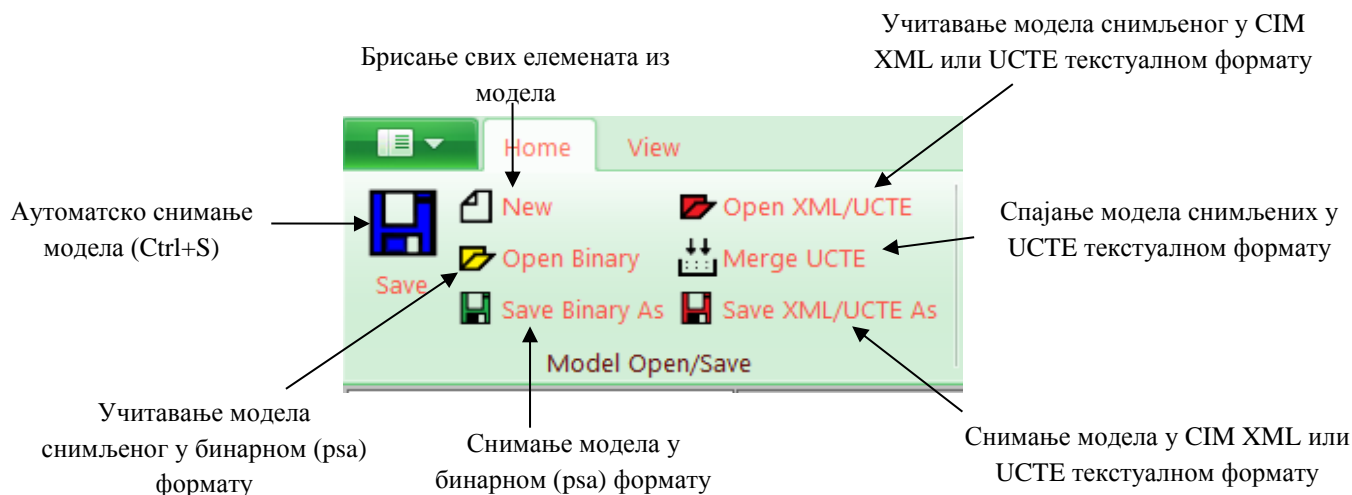 Учитавање модела снимљеног у CIM
XML или UCTE текстуалном формату
Брисање свих елемената из
модела
Home
View
Аутоматско снимање
модела (Ctrl+S)
Save
New
Open Binary
Save Binary As
Open XML/UCTE
Merge UCTE
Save XML/UCTE As
Model Open/Save
Спајање модела снимљених у
UCTE текстуалном формату
Учитавање модела
снимљеног у бинарном (psa)
формату
Снимање модела у
бинарном (psa) формату
Снимање модела у CIM XML или
UCTE текстуалном формату